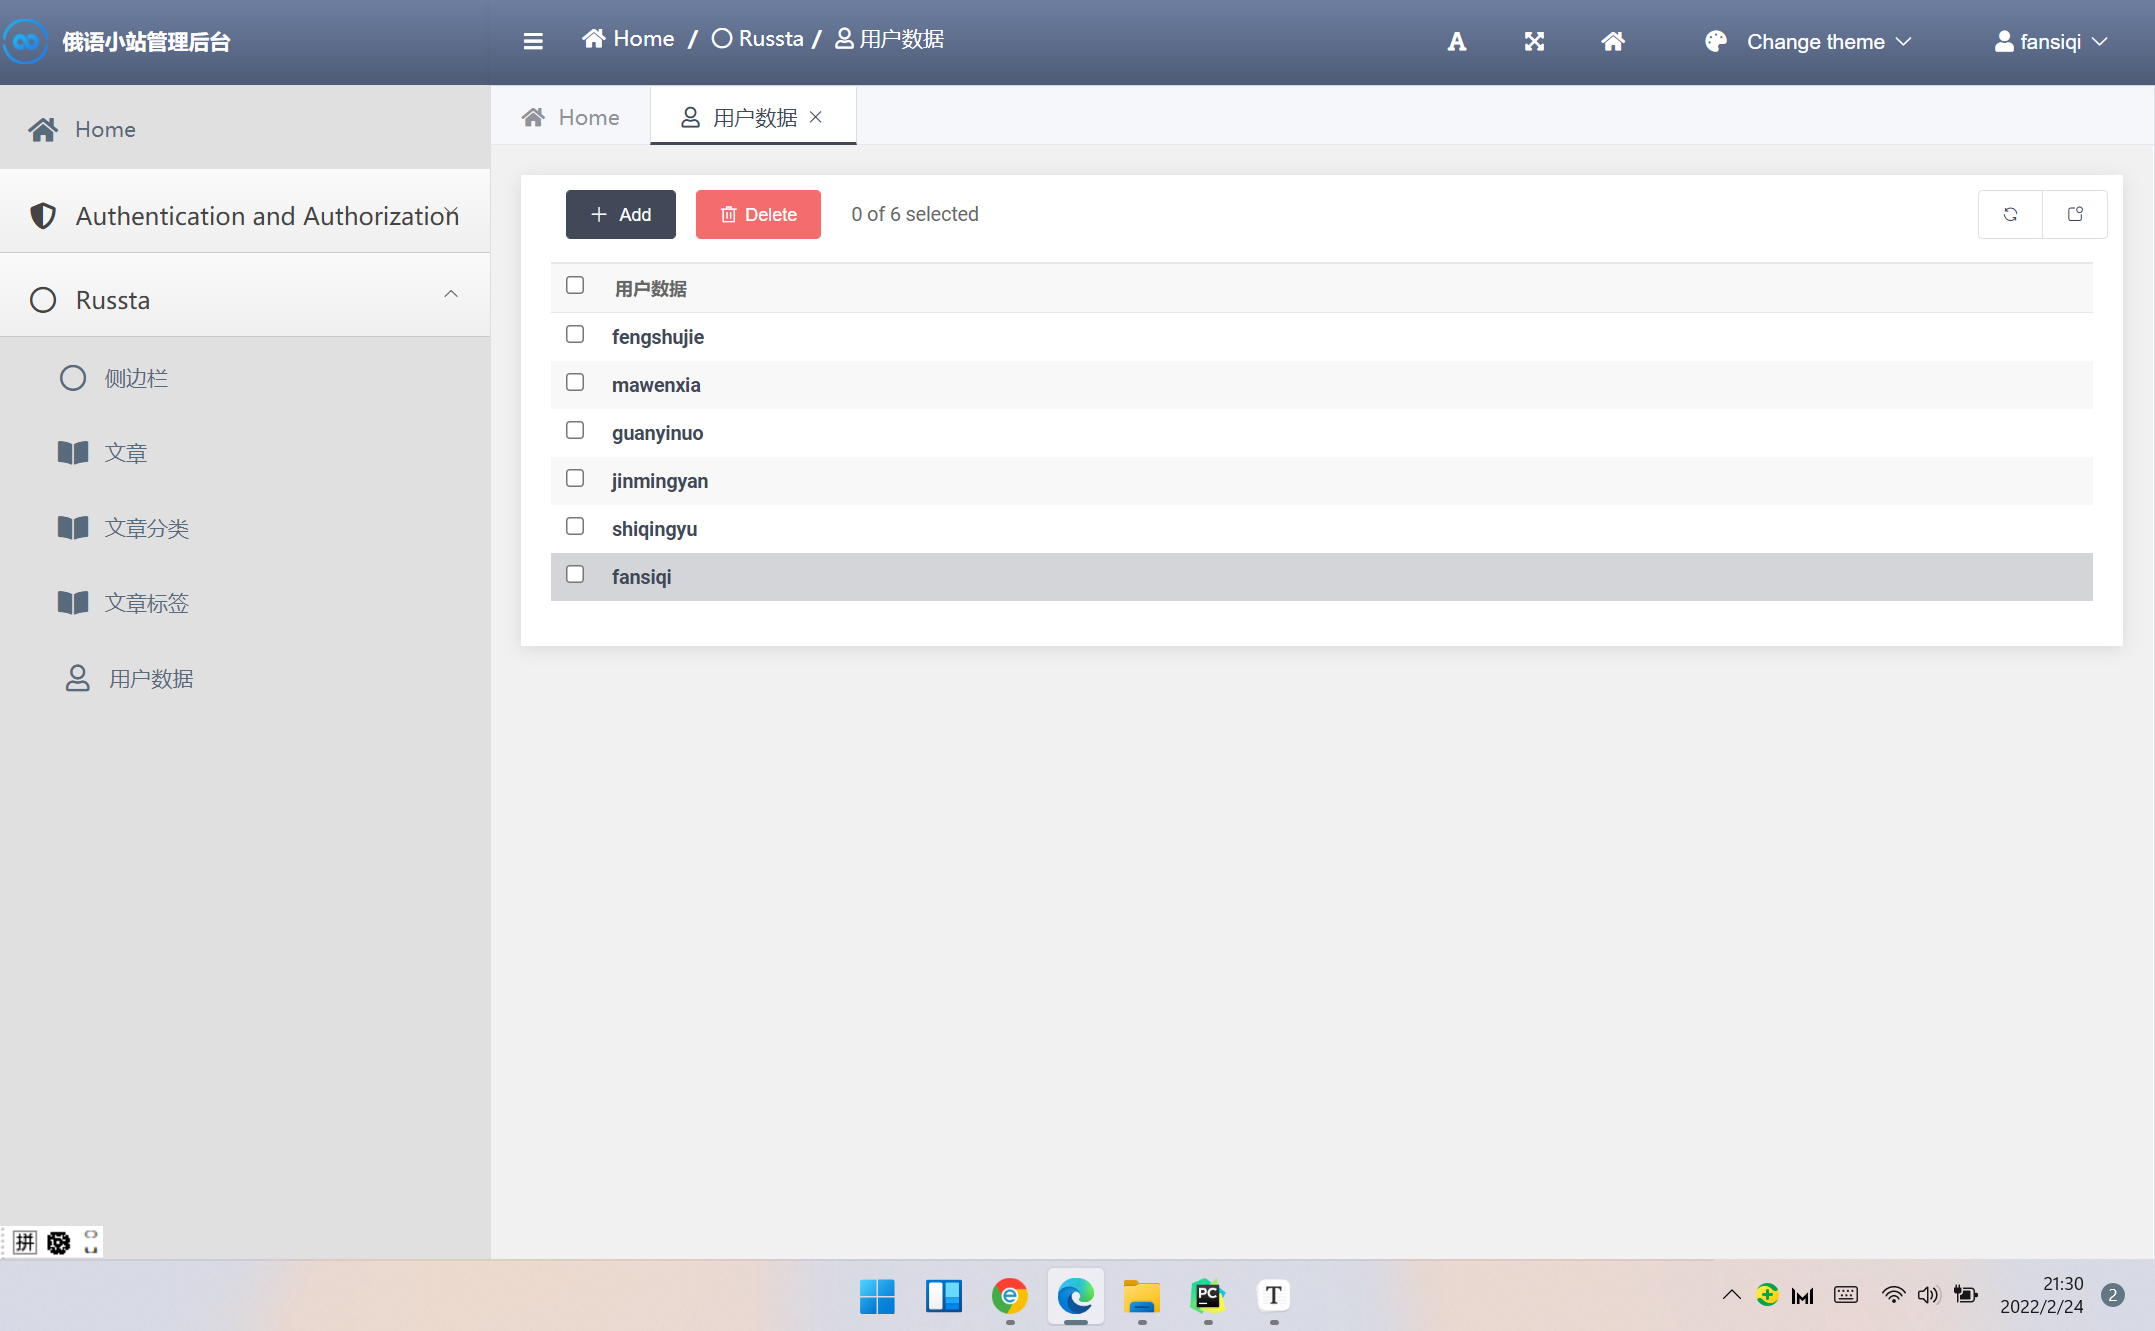 俄语小站管理后台
Home / Russta / 用户数据
A
Change theme
fansiqi
Home
Authentication and Authorization
Russta
侧边栏
文章
文章分类
文章标签
用户数据
Home
用户数据
Add
Delete
0 of 6 selected
用户数据
fengshujie
mawenxia
guanyinuo
jinmingyan
shiqingyu
fansiqi
拼
PC
T
21:30
2022/2/24
2